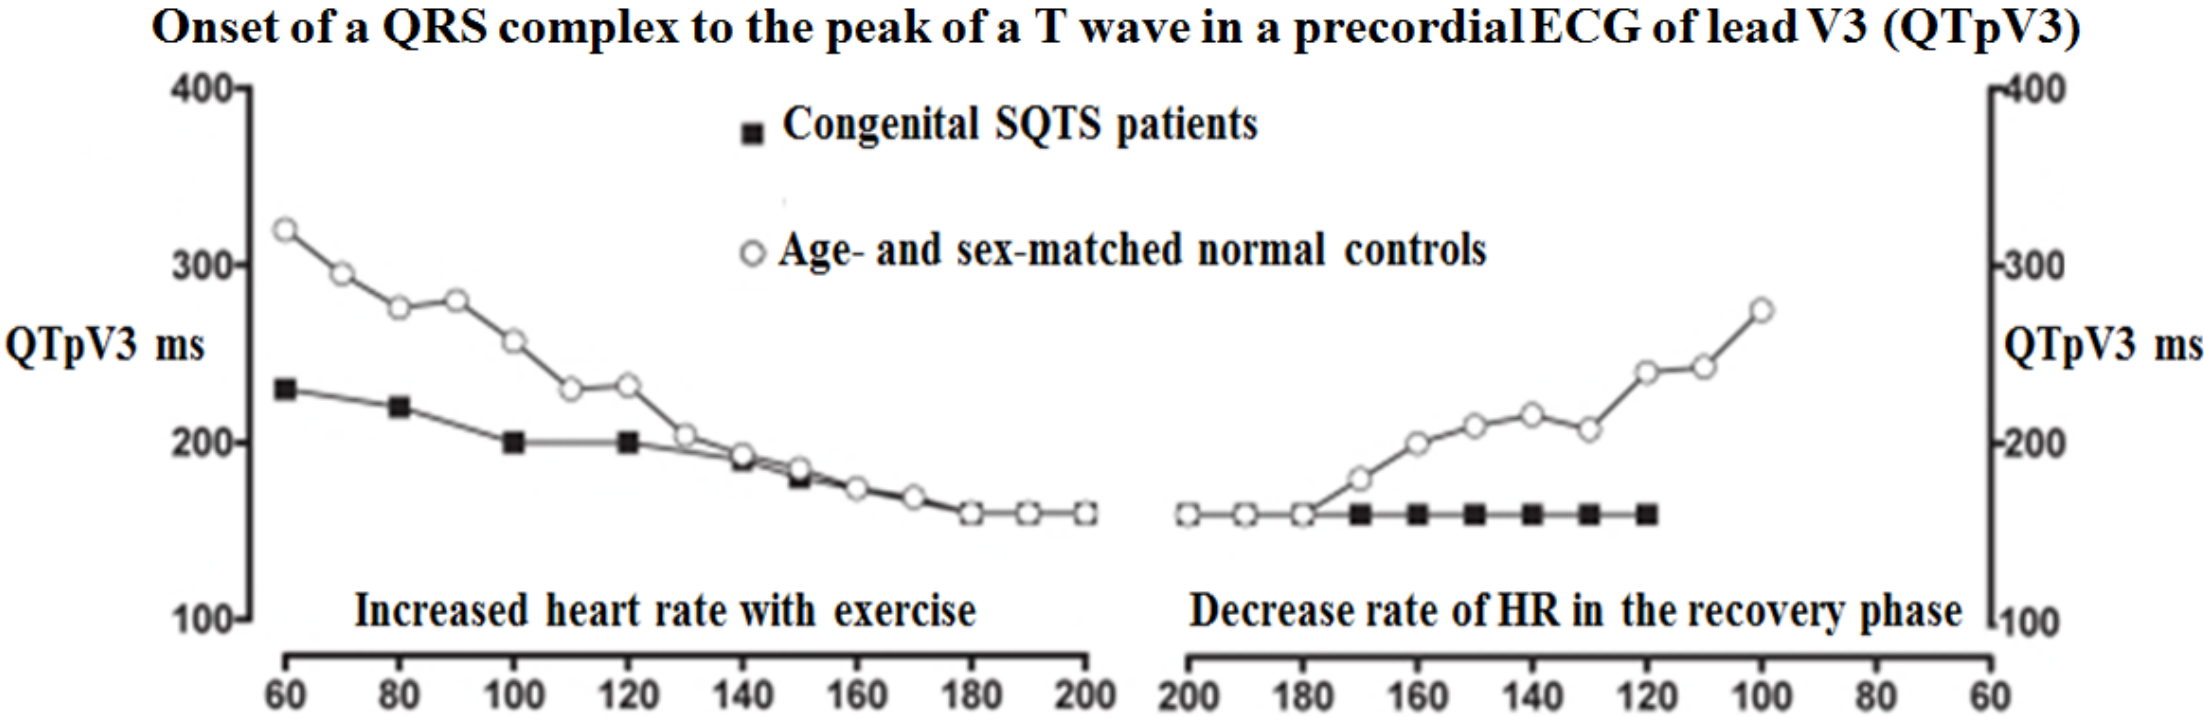 Onset of a QRS complex to the peak of a T wave in a precordial ECG of lead V3 (QTpV3)
400 400
Congenital SQTS patients
Age- and sex-matched normal controls
300 300
QTpV3 ms QTpV3 ms
200 200
Increased heart rate with exercise Decrease rate of HR in the recovery phase
100 100
60 80 100 120 140 160 180 200 200 180 160 140 120 100 80 60